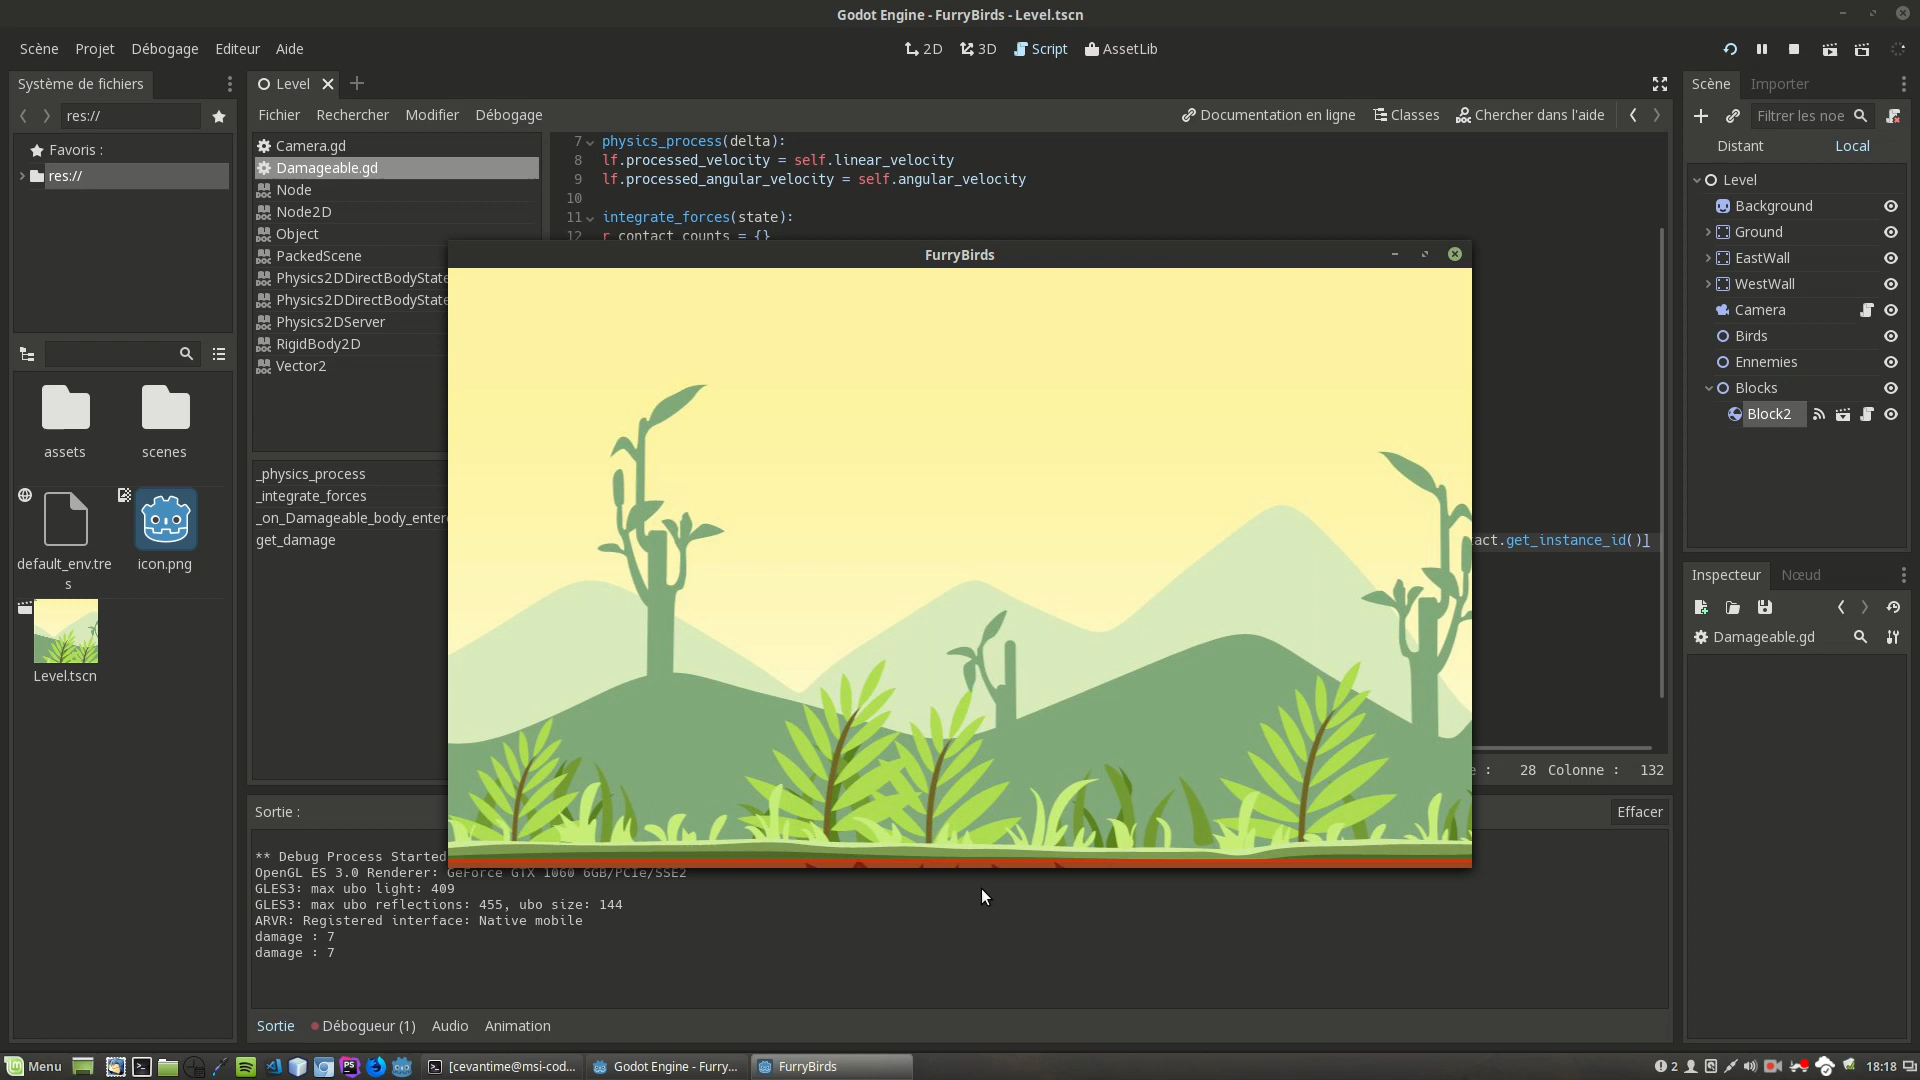 Godot Engine - FurryBirds - Level.tscn
Scène Projet Débogage Editeur Aide
2D 3D Script AssetLib
Système de fichiers
res://
Favoris :
res://
assets
scenes
default_env.tre
s
icon.png
Level.tscn
Level
Fichier Rechercher Modifier Débogage
Documentation en ligne Classes Chercher dans l'aide
Camera.gd
Damageable.gd
Node
Node2D
Object
PackedScene
Physics2DDirectBodyState
Physics2DDirectBodyState
Physics2DServer
RigidBody2D
Vector2
_physics_process
_integrate_forces
_on_Damageable_body_entere
get_damage
7 physics_process(delta):
8 lf.processed_velocity = self.linear_velocity
9 lf.processed_angular_velocity = self.angular_velocity
10
11 integrate_forces(state):
12 r contact_counts = {}
act.get_instance_id()]
FurryBirds
e : 28 Colonne : 132
Sortie :
Effacer
** Debug Process Started
OpenGL ES 3.0 Renderer: GeForce GTX 1060 6GB/PCIe/SSE2
GLES3: max ubo light: 409
GLES3: max ubo reflections: 455, ubo size: 144
ARVR: Registered interface: Native mobile
damage : 7
damage : 7
Sortie Débogueur (1) Audio Animation
Scène Importer
Filtrer les noe
Distant Local
Level
Background
Ground
EastWall
WestWall
Camera
Birds
Ennemies
Blocks
Block2
Inspecteur Nœud
Damageable.gd
Menu
[cevantime@msi-cod...
Godot Engine - Furry...
FurryBirds
2
18:18